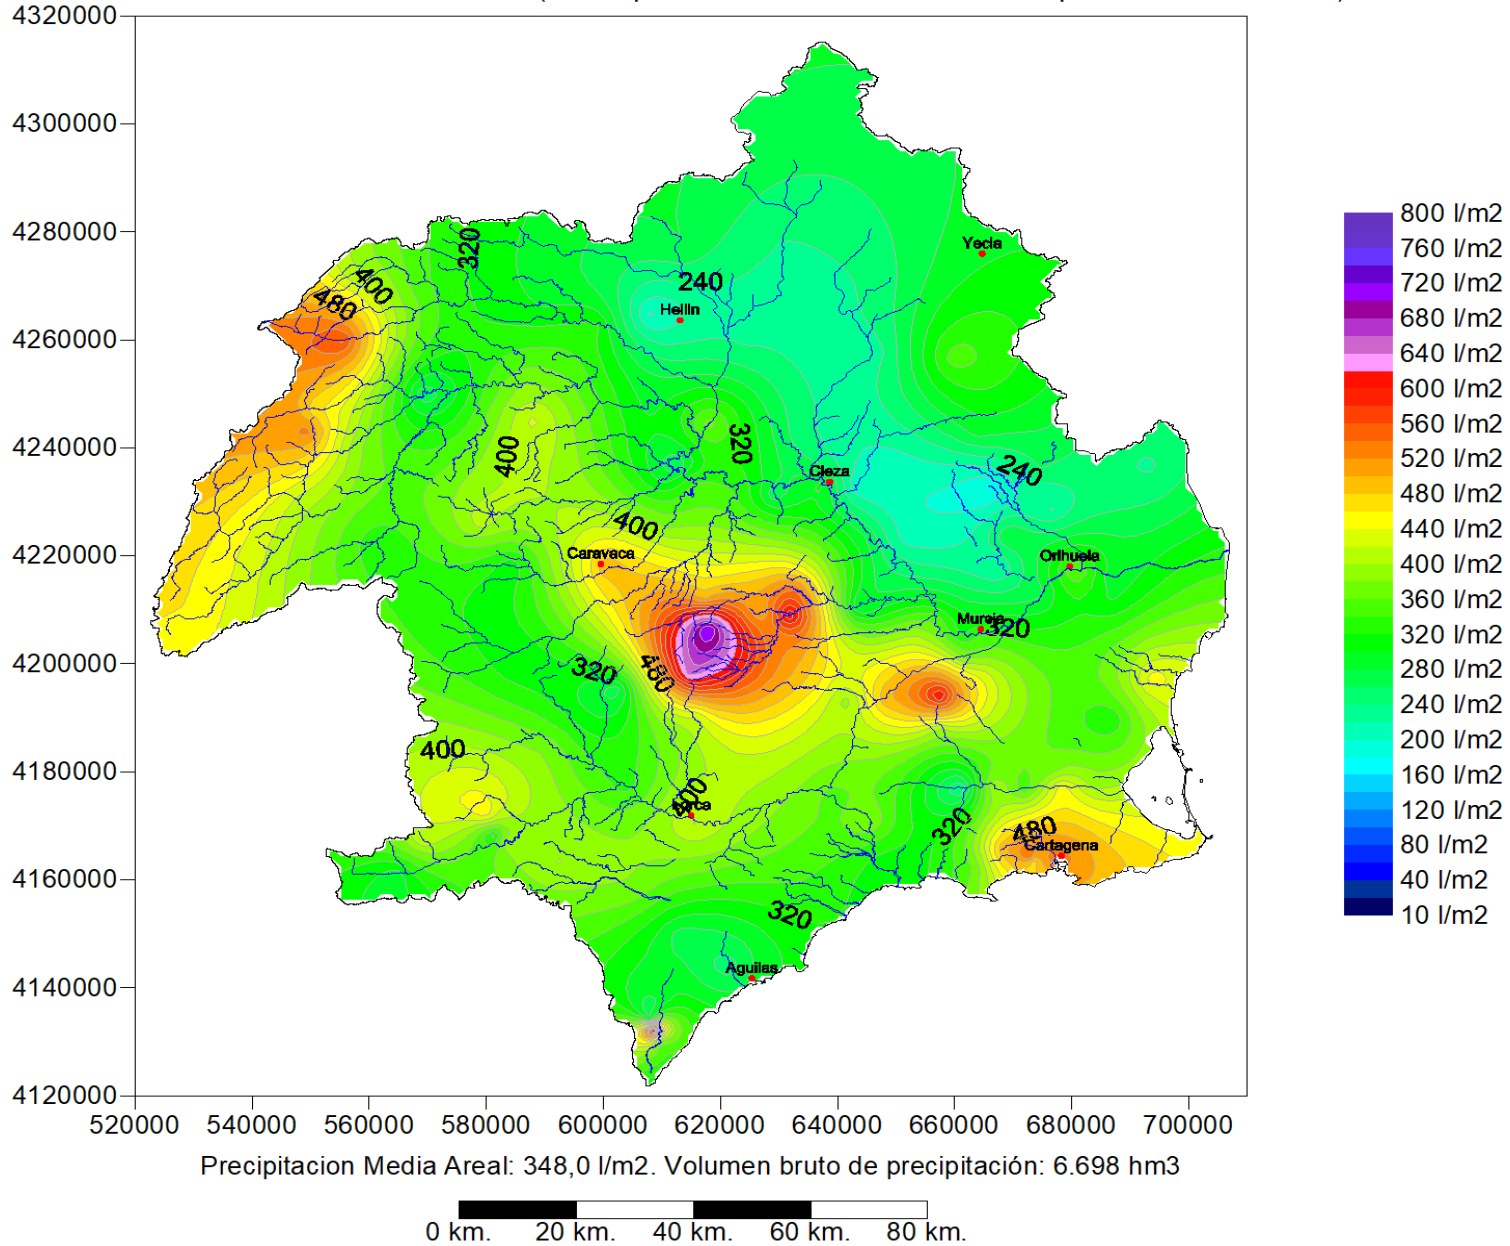 4320000
4300000
4280000
4260000
4240000
4220000
4200000
4180000
4160000
4140000
4120000
520000 540000 560000 580000 600000 620000 640000 660000 680000 700000
Yecla
320
400
480
240
Hellin
320
400
Cieza
240
400
Caravaca
Orihuela
Murcia
320
320
480
400
400
Lorca
320
480
Cartagena
320
Aguilas
800 l/m2
760 l/m2
720 l/m2
680 l/m2
640 l/m2
600 l/m2
560 l/m2
520 l/m2
480 l/m2
440 l/m2
400 l/m2
360 l/m2
320 l/m2
280 l/m2
240 l/m2
200 l/m2
160 l/m2
120 l/m2
80 l/m2
40 l/m2
10 l/m2
Precipitacion Media Areal: 348,0 l/m2. Volumen bruto de precipitación: 6.698 hm3
0 km. 20 km. 40 km. 60 km. 80 km.